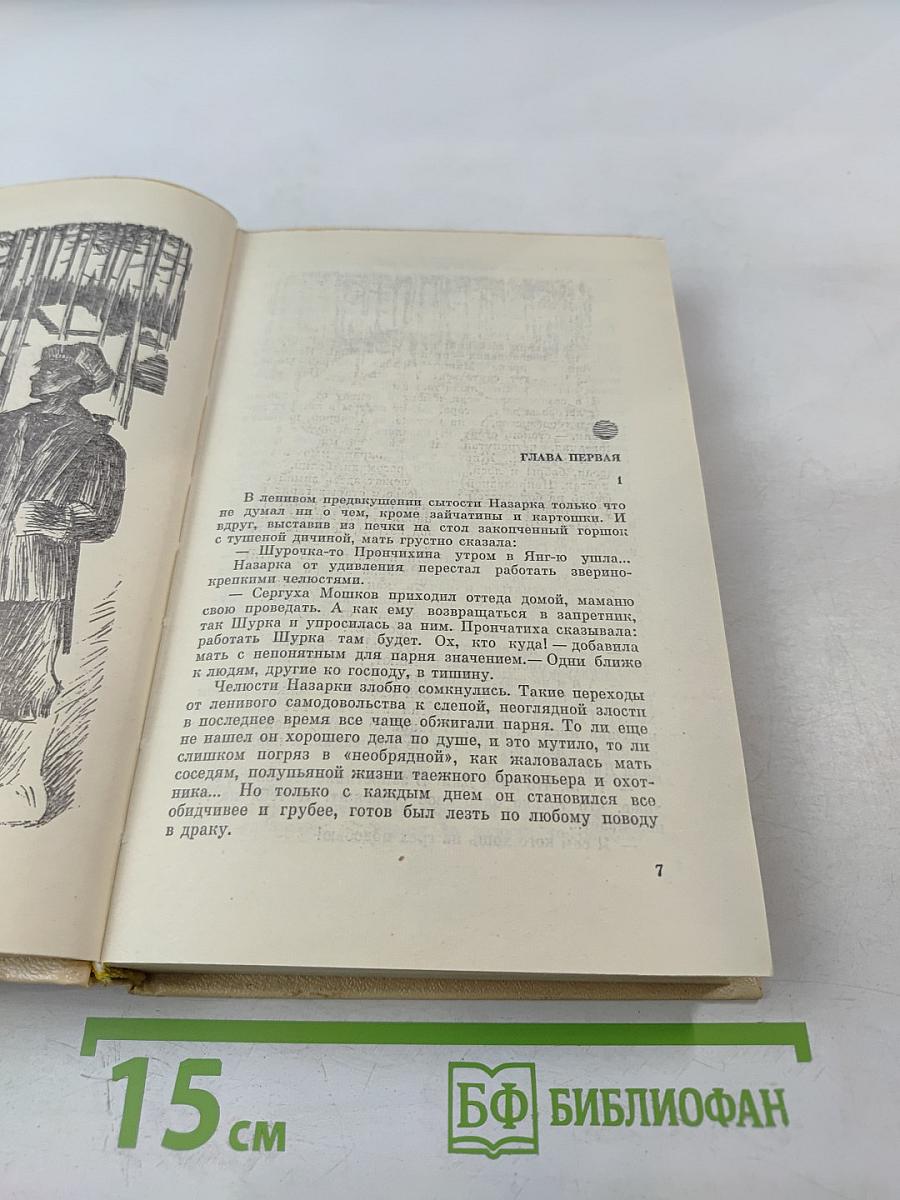 ГЛАВА ПЕРВАЯ
1
В ленивом предвкушении сытости Назарка только что
не думал ни о чем, кроме зайчатины и картошки. И
вдруг, выставив из печки на стол закопченный горшок
с тушеной дичиной, мать грустно сказала:
— Шурочка-то Прончихина утром в Янг-ю ушла...
Назарка от удивления перестал работать зверино-
крепкими челюстями.
— Сергуха Мошков приходил оттеда домой, маманю
свою проведать. А как ему возвращаться в запретник,
так Шурка и упросилась за ним. Прончатиха сказывала:
работать Шурка там будет. Ох, кто куда! — добавила
мать с непонятным для парня значением.— Одни ближе
к людям, другие ко господу, в тишину.
Челюсти Назарки злобно сомкнулись. Такие переходы
от ленивого самодовольства к слепой, неоглядной злости
в последнее время все чаще обжигали парня. То ли еще
не нашел он хорошего дела по душе, и это мутило, то ли
слишком погряз в «необрядной», как жаловалась мать
соседям, полупьяной жизни таежного браконьера и охот-
ника... Но только с каждым днем он становился все
обидчивее и грубее, готов был лезть по любому поводу
в драку.
7
15 см
БФ БИБЛИОФАН